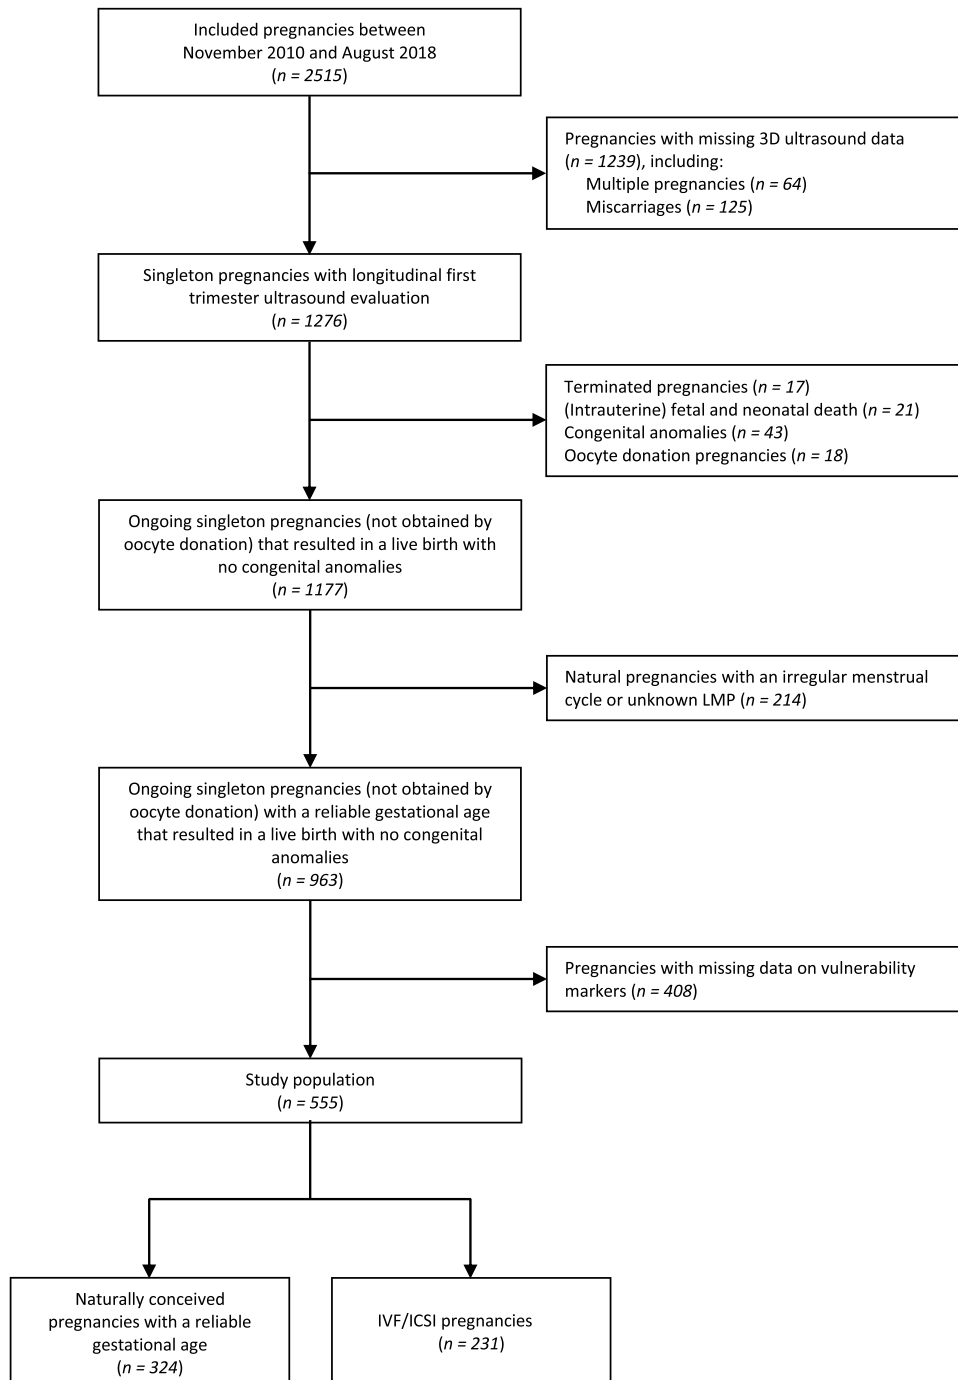 Included pregnancies between
November 2010 and August 2018
(n = 2515)
Pregnancies with missing 3D ultrasound data
(n = 1239), including:
Multiple pregnancies (n = 64)
Miscarriages (n = 125)
Singleton pregnancies with longitudinal first
trimester ultrasound evaluation
(n = 1276)
Terminated pregnancies (n = 17)
(Intrauterine) fetal and neonatal death (n = 21)
Congenital anomalies (n = 43)
Oocyte donation pregnancies (n = 18)
Ongoing singleton pregnancies (not obtained by
oocyte donation) that resulted in a live birth with
no congenital anomalies
(n = 1177)
Natural pregnancies with an irregular menstrual
cycle or unknown LMP (n = 214)
Ongoing singleton pregnancies (not obtained by
oocyte donation) with a reliable gestational age
that resulted in a live birth with no congenital
anomalies
(n = 963)
Pregnancies with missing data on vulnerability
markers (n = 408)
Study population
(n = 555)
Naturally conceived
pregnancies with a reliable
gestational age
(n = 324)
IVF/ICSI pregnancies
(n = 231)